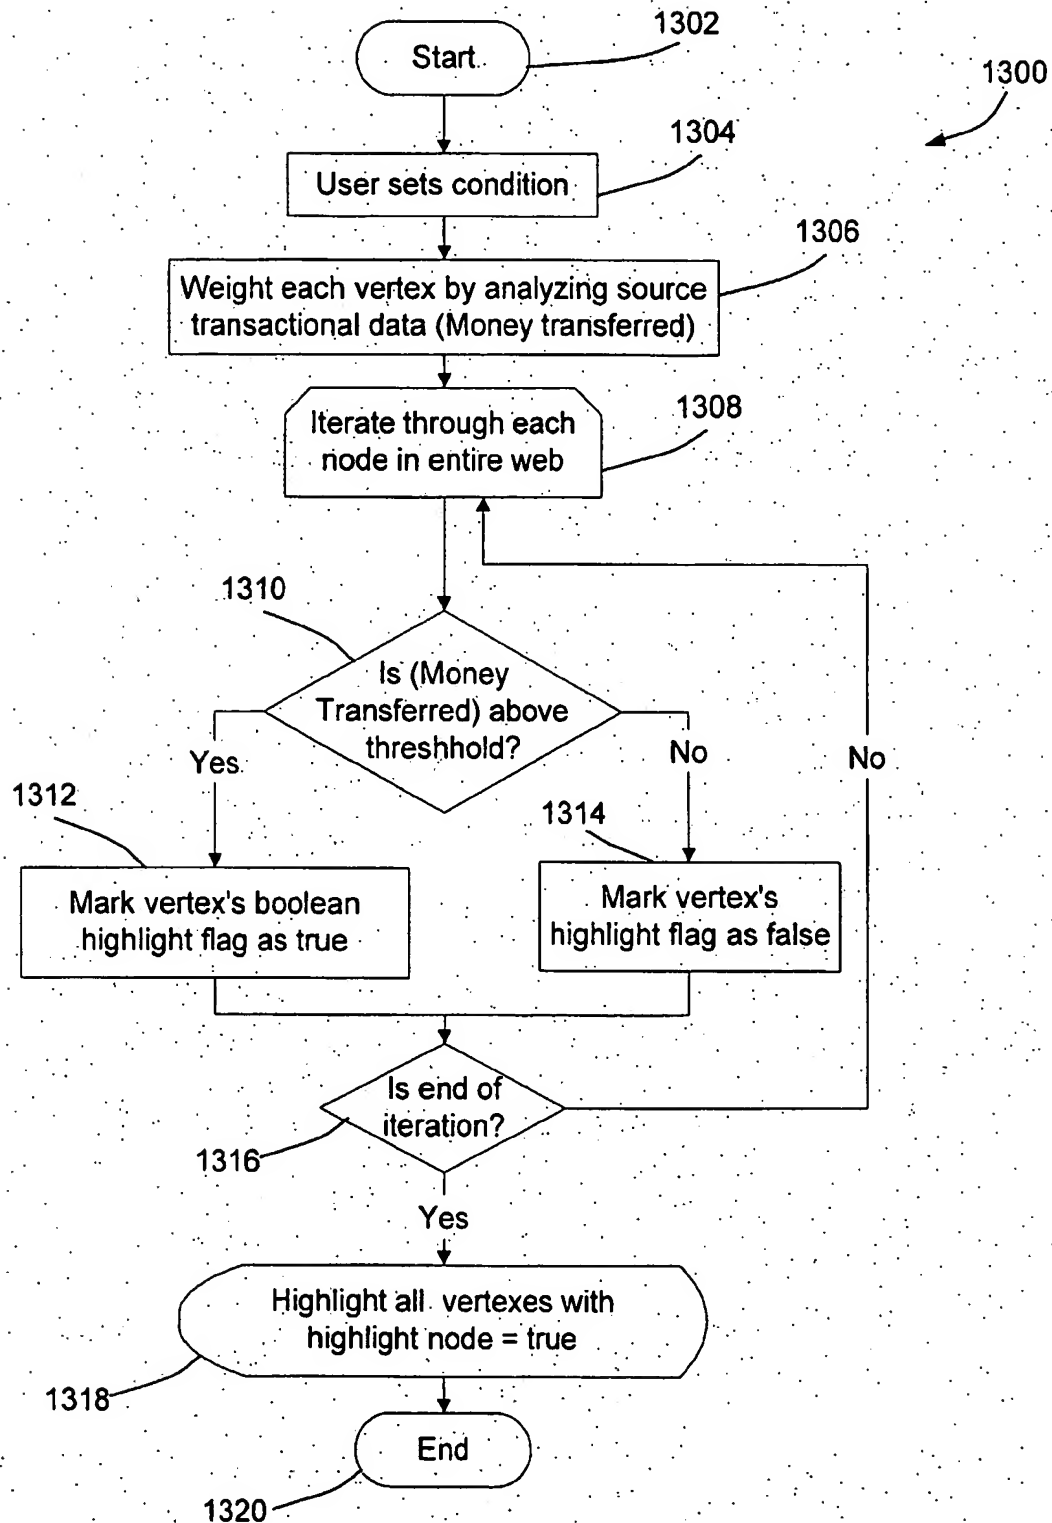 1302
Start
1300
1304
User sets condition
1306
Weight each vertex by analyzing source
transactional data (Money transferred)
1308
Iterate through each
node in entire web
1310
Is (Money
Transferred) above
threshhold?
Yes
No
No
1312
1314
Mark vertex's boolean
highlight flag as true
Mark vertex's
highlight flag as false
Is end of
iteration?
1316
Yes
Highlight all vertexes with
highlight node = true
1318
End
1320